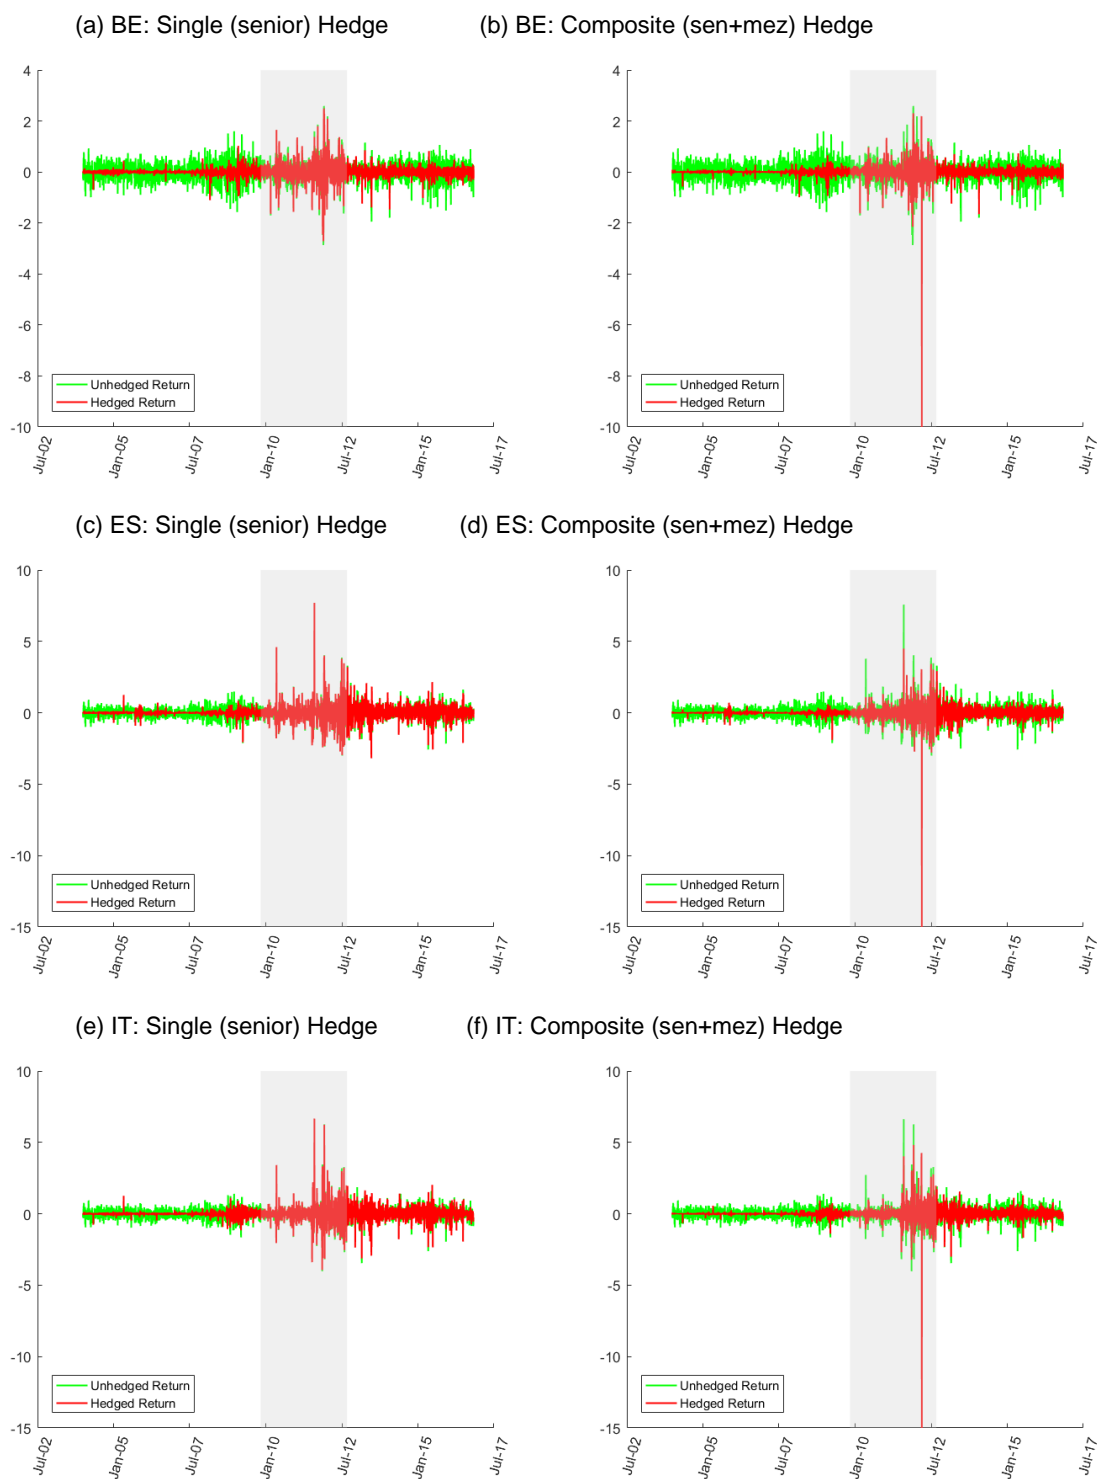 (a) BE: Single (senior) Hedge
(b) BE: Composite (sen+mez) Hedge
4
2
0
-2
-4
-6
-8
-10
Unhedged Return
Hedged Return
Jul-02
Jan-05
Jul-07
Jan-10
Jul-12
Jan-15
Jul-17
4
2
0
-2
-4
-6
-8
-10
Unhedged Return
Hedged Return
Jul-02
Jan-05
Jul-07
Jan-10
Jul-12
Jan-15
Jul-17
(c) ES: Single (senior) Hedge
(d) ES: Composite (sen+mez) Hedge
10
5
0
-5
-10
-15
Unhedged Return
Hedged Return
Jul-02
Jan-05
Jul-07
Jan-10
Jul-12
Jan-15
Jul-17
10
5
0
-5
-10
-15
Unhedged Return
Hedged Return
Jul-02
Jan-05
Jul-07
Jan-10
Jul-12
Jan-15
Jul-17
(e) IT: Single (senior) Hedge
(f) IT: Composite (sen+mez) Hedge
10
5
0
-5
-10
-15
Unhedged Return
Hedged Return
Jul-02
Jan-05
Jul-07
Jan-10
Jul-12
Jan-15
Jul-17
10
5
0
-5
-10
-15
Unhedged Return
Hedged Return
Jul-02
Jan-05
Jul-07
Jan-10
Jul-12
Jan-15
Jul-17